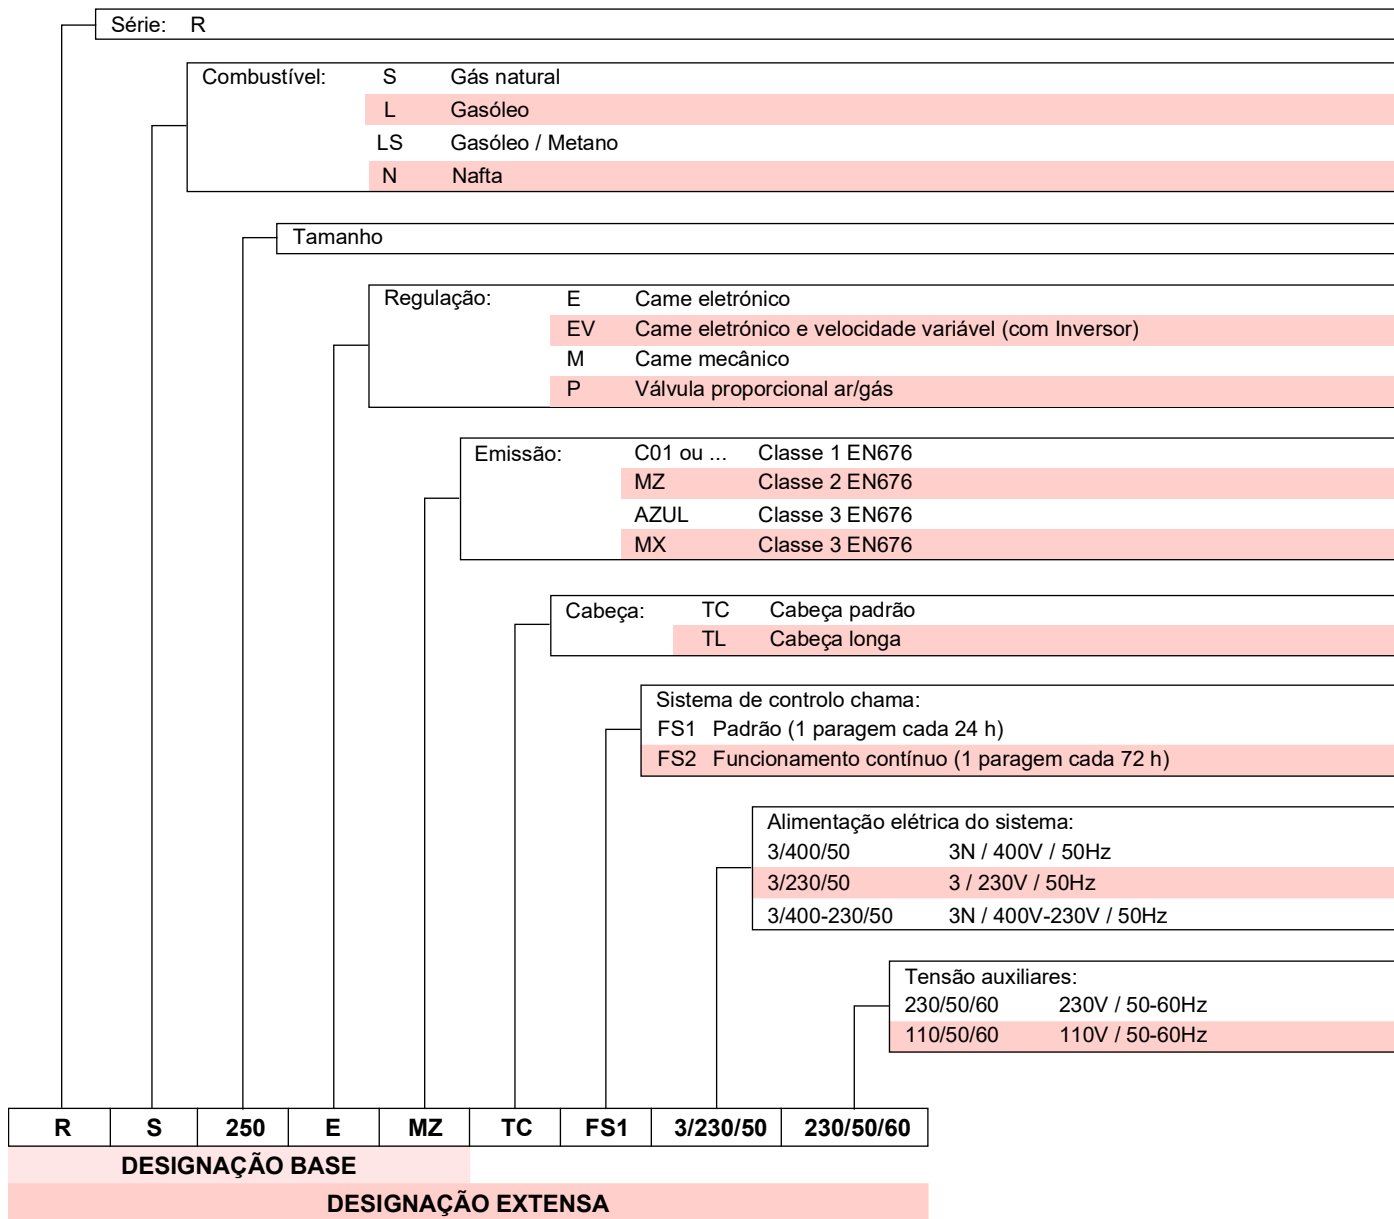 Série: R
Combustível: S Gás natural
L Gasóleo
LS Gasóleo / Metano
N Nafta
Tamanho
Regulação: E Came eletrónico
EV Came eletrónico e velocidade variável (com Inversor)
M Came mecânico
P Válvula proporcional ar/gás
Emissão: C01 ou ... Classe 1 EN676
MZ Classe 2 EN676
AZUL Classe 3 EN676
MX Classe 3 EN676
Cabeça: TC Cabeça padrão
TL Cabeça longa
Sistema de controlo chama:
FS1 Padrão (1 paragem cada 24 h)
FS2 Funcionamento contínuo (1 paragem cada 72 h)
Alimentação elétrica do sistema:
3/400/50 3N / 400V / 50Hz
3/230/50 3 / 230V / 50Hz
3/400-230/50 3N / 400V-230V / 50Hz
Tensão auxiliares:
230/50/60 230V / 50-60Hz
110/50/60 110V / 50-60Hz
R S 250 E MZ TC FS1 3/230/50 230/50/60
DESIGNAÇÃO BASE
DESIGNAÇÃO EXTENSA